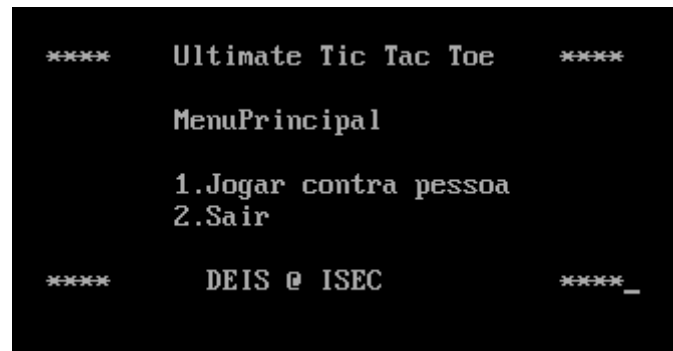 **** Ultimate Tic Tac Toe ****
MenuPrincipal
1.Jogar contra pessoa
2.Sair
**** DEIS @ ISEC ****_